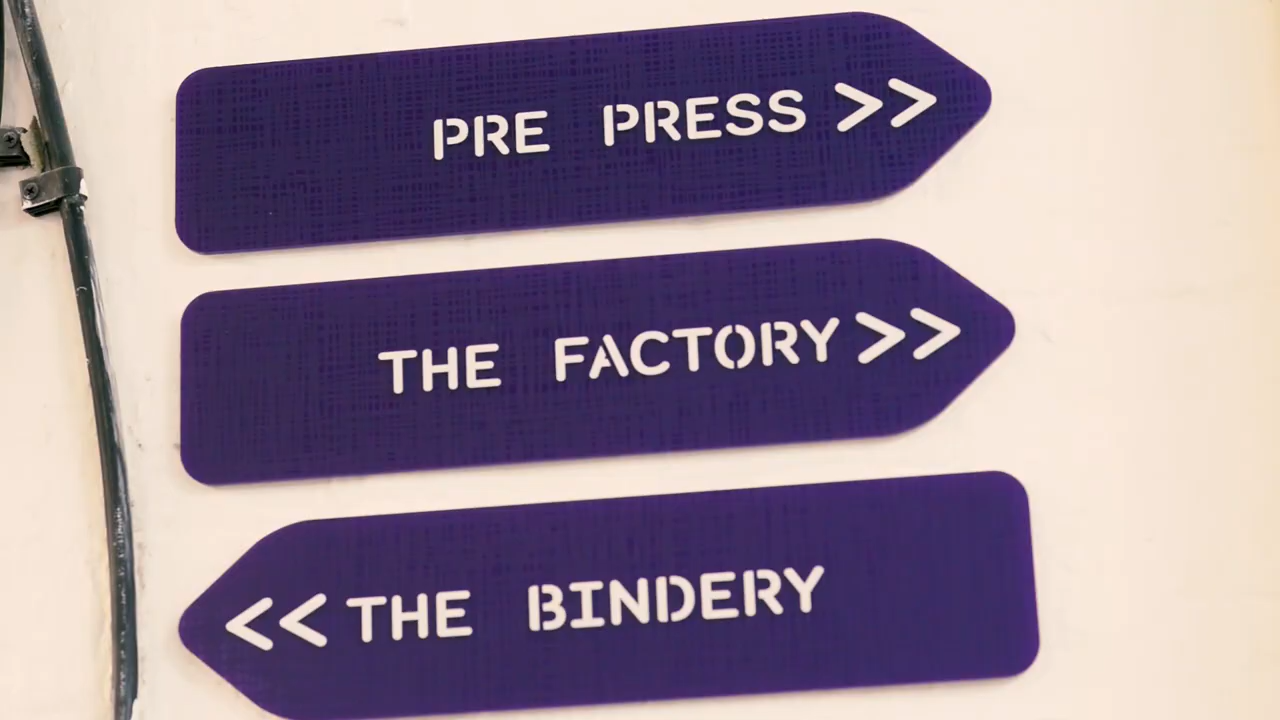 PRE PRESS >>
THE FACTORY >>
<< THE BINDERY